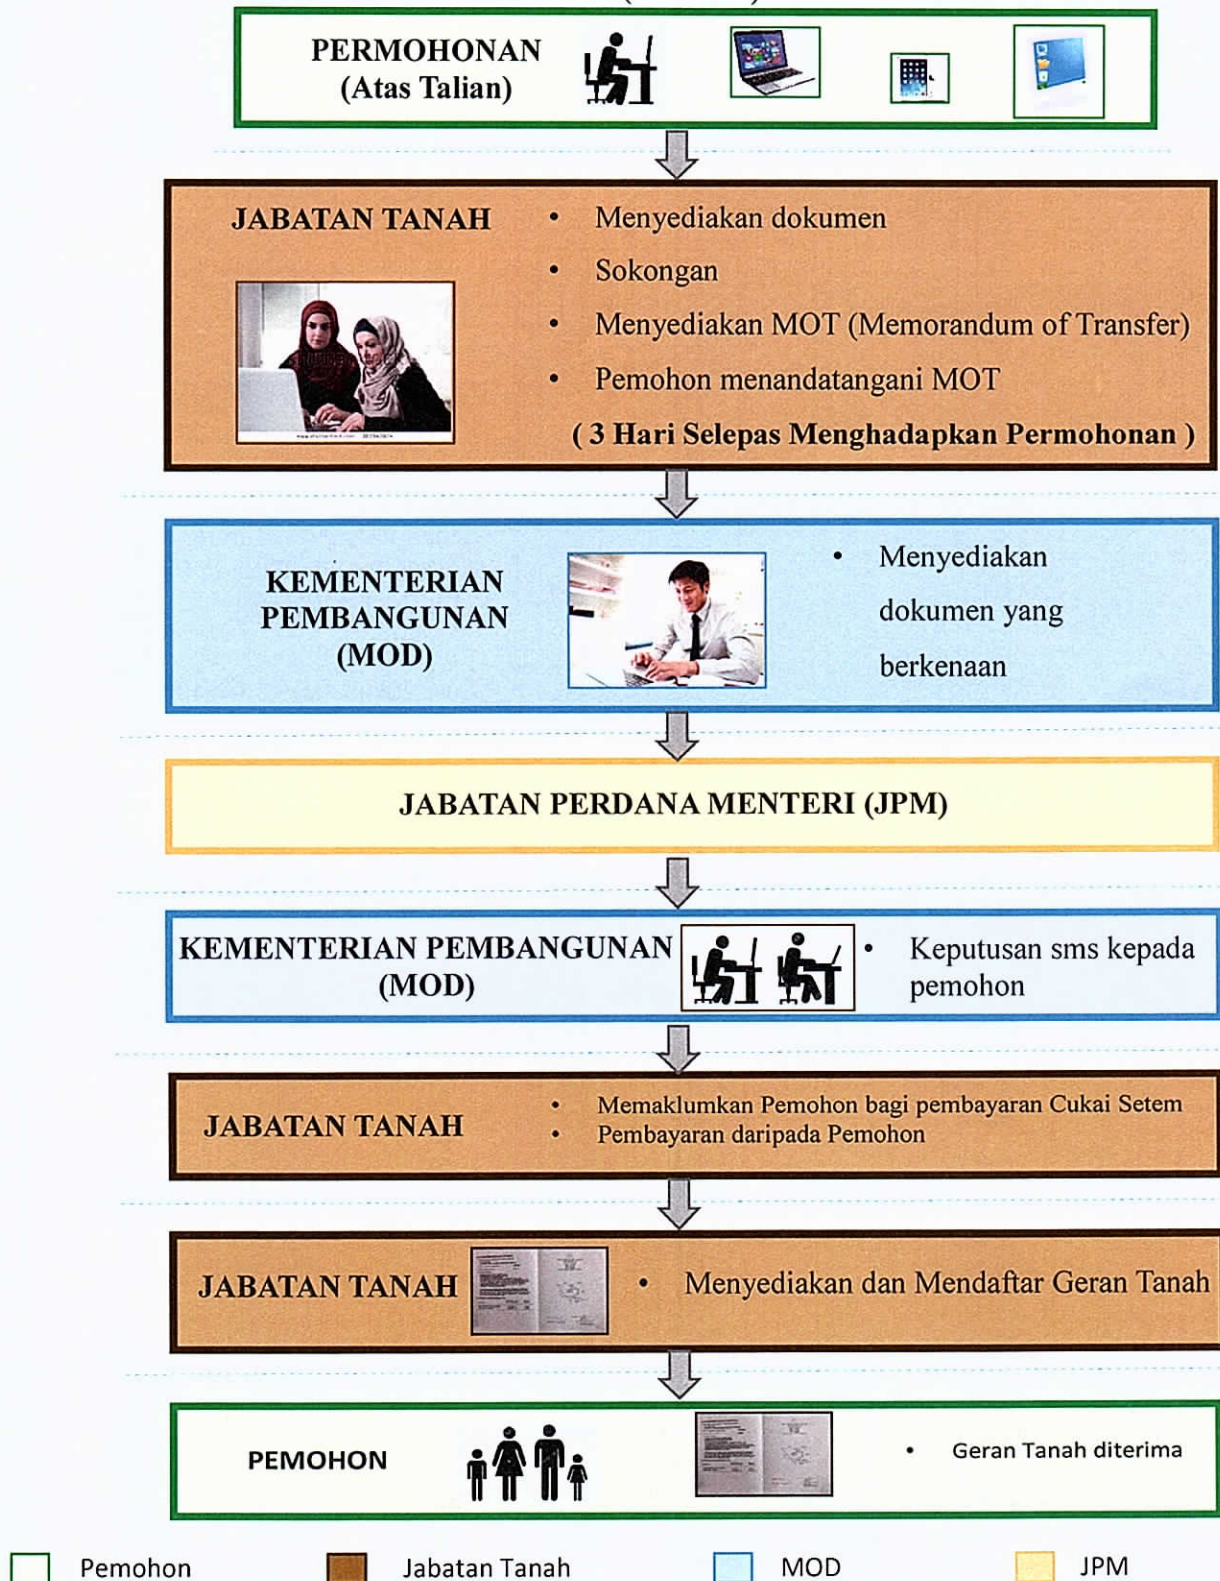 PERMOHONAN
(Atas Talian)
JABATAN TANAH
• Menyediakan dokumen
• Sokongan
• Menyediakan MOT (Memorandum of Transfer)
• Pemohon menandatangani MOT
( 3 Hari Selepas Menghadapkan Permohonan )
KEMENTERIAN
PEMBANGUNAN
(MOD)
• Menyediakan
dokumen yang
berkenaan
JABATAN PERDANA MENTERI (JPM)
KEMENTERIAN PEMBANGUNAN
(MOD)
• Keputusan sms kepada
pemohon
JABATAN TANAH
• Memaklumkan Pemohon bagi pembayaran Cukai Setem
• Pembayaran daripada Pemohon
JABATAN TANAH
• Menyediakan dan Mendaftar Geran Tanah
PEMOHON
• Geran Tanah diterima
Pemohon
Jabatan Tanah
MOD
JPM